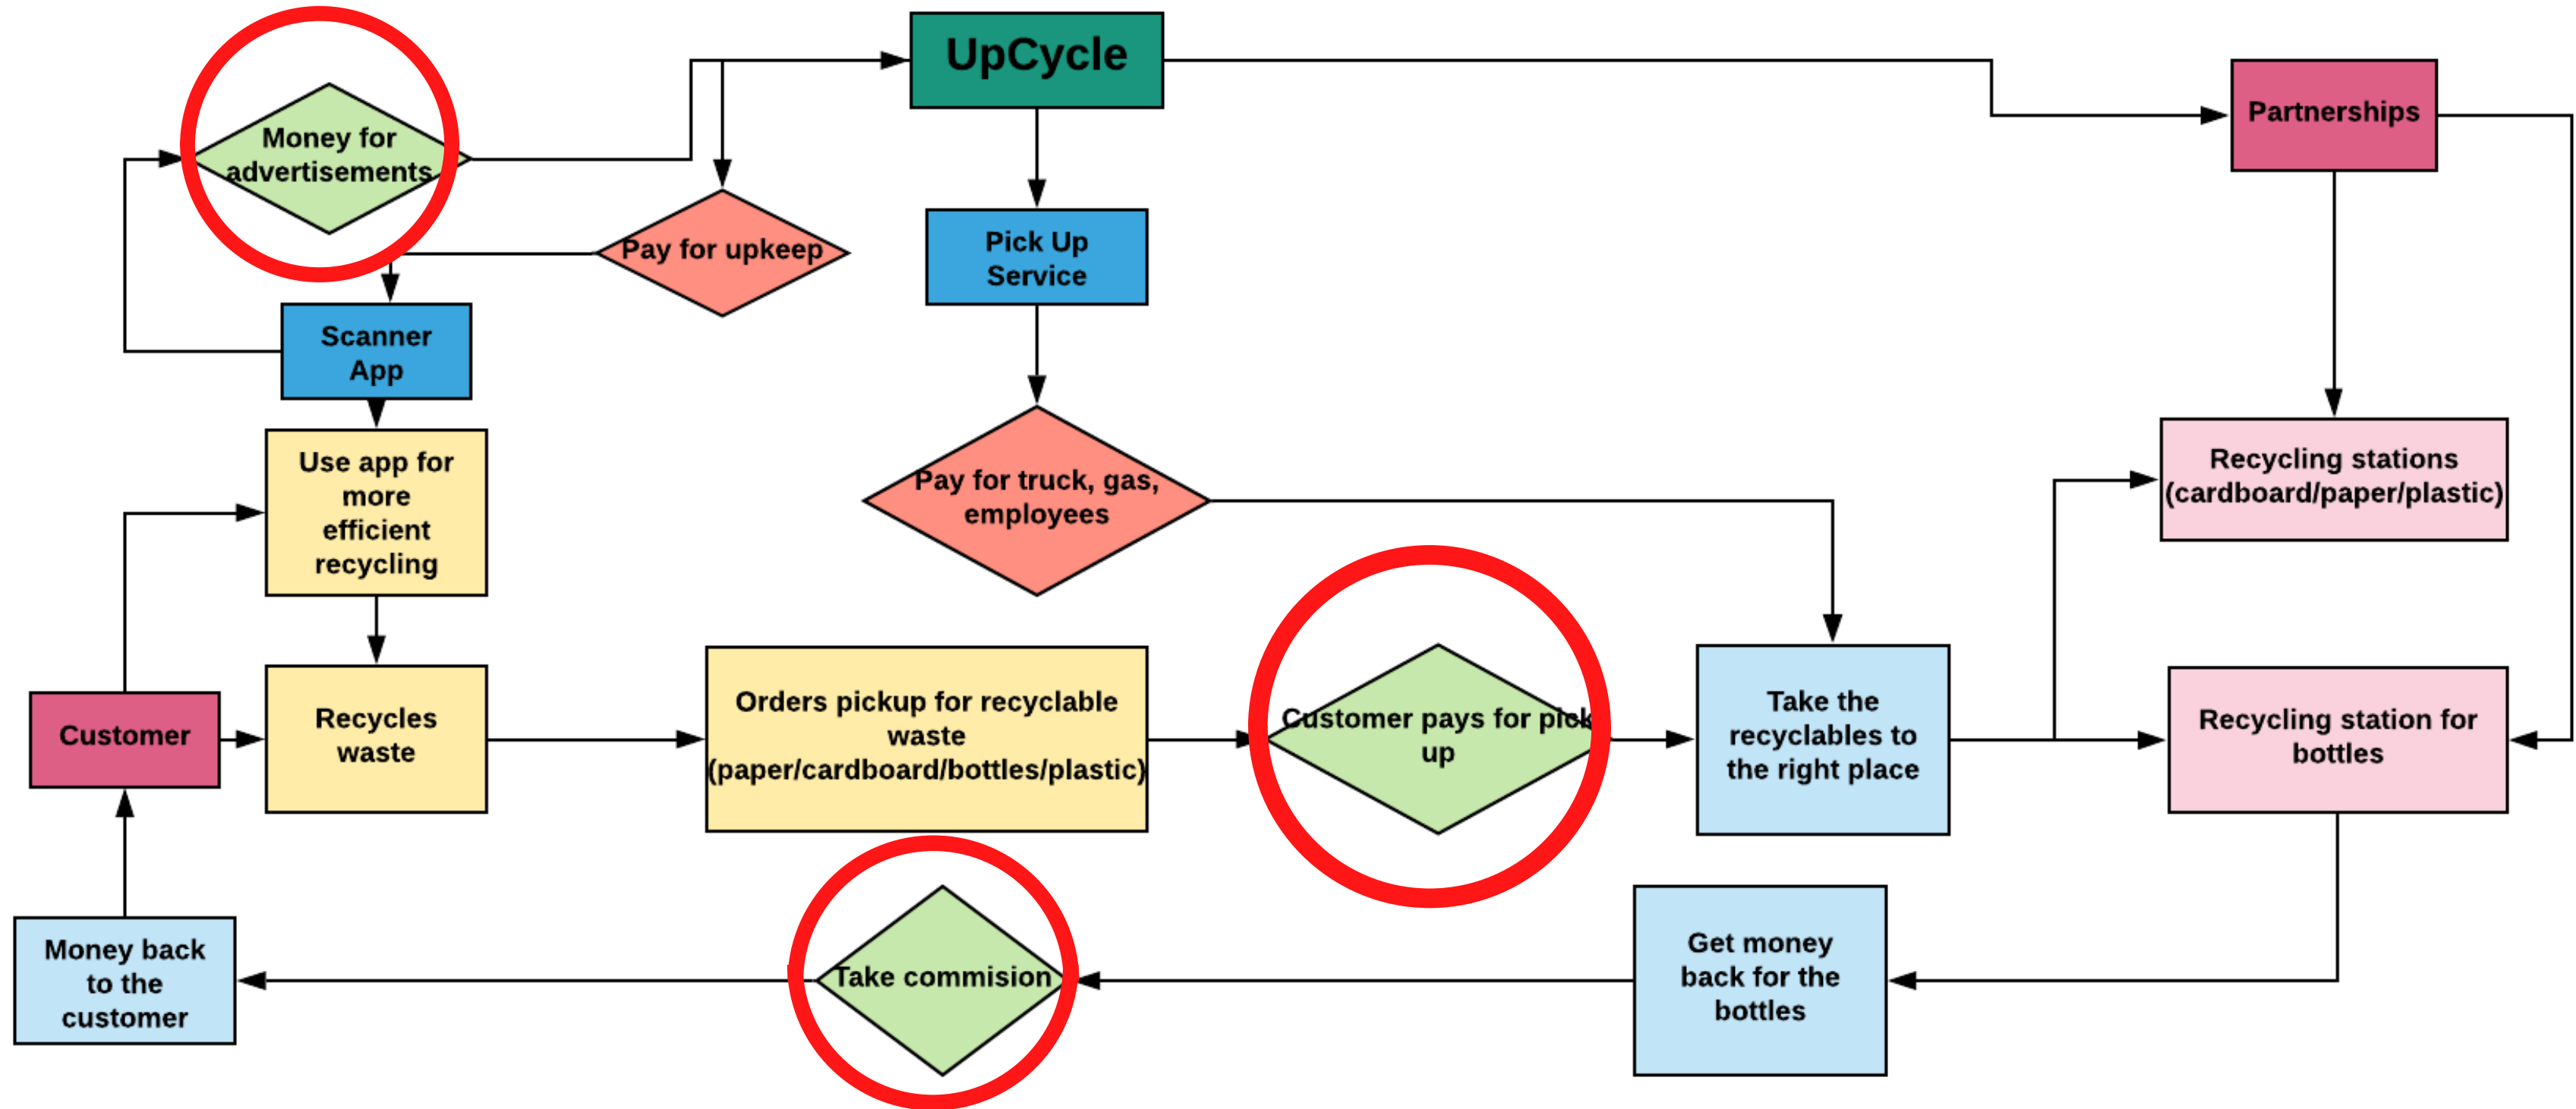 UpCycle
Partnerships
Money for
advertisements
Pay for upkeep
Pick Up
Service
Scanner
App
Use app for
more
efficient
recycling
Pay for truck, gas,
employees
Recycling stations
(cardboard/paper/plastic)
Customer
Recycles
waste
Orders pickup for recyclable
waste
(paper/cardboard/bottles/plastic)
Customer pays for pick
up
Take the
recyclables to
the right place
Recycling station for
bottles
Money back
to the
customer
Take commision
Get money
back for the
bottles